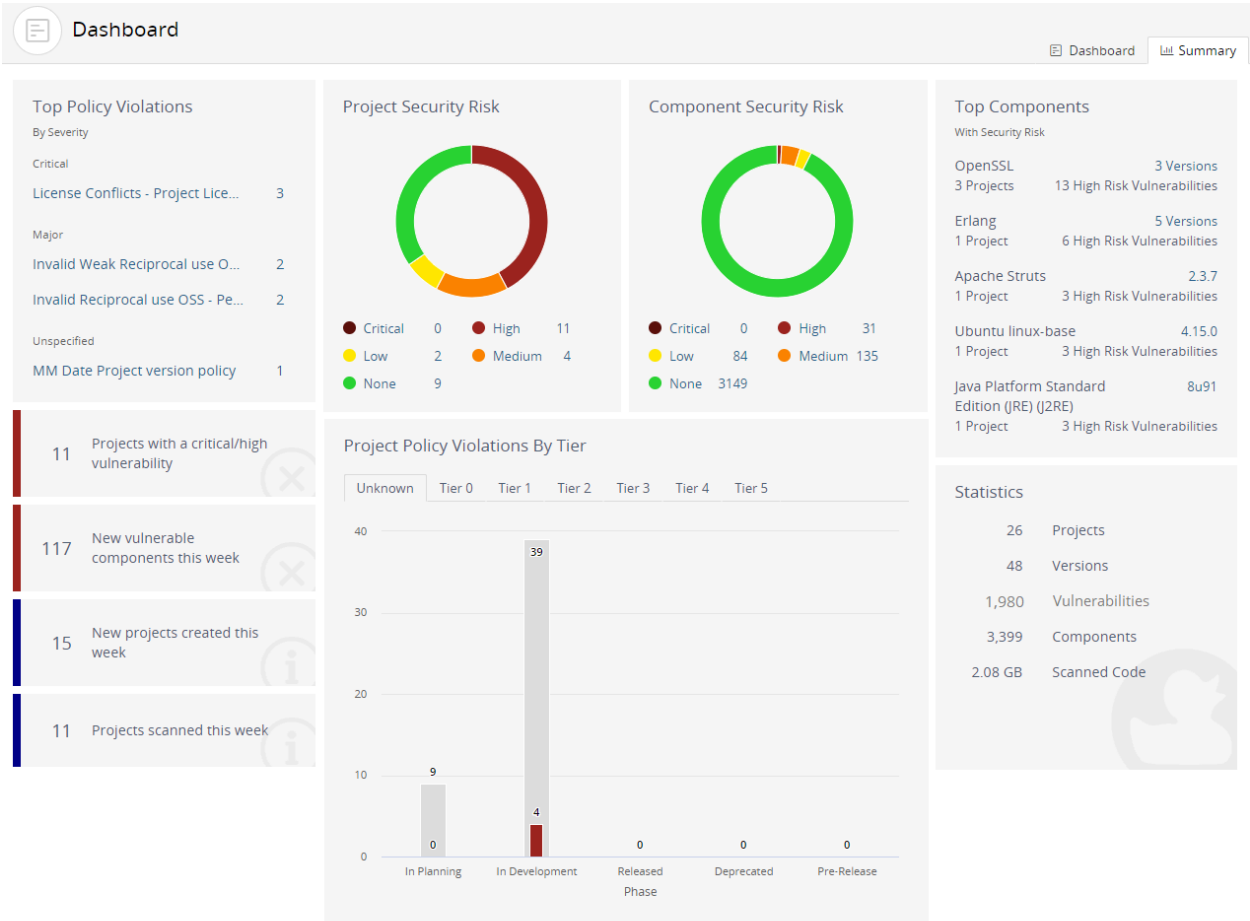 Dashboard
Dashboard
Summary
Top Policy Violations
By Severity
Critical
License Conflicts - Project Lice... 3
Major
Invalid Weak Reciprocal use O... 2
Invalid Reciprocal use OSS - Pe... 2
Unspecified
MM Date Project version policy 1
11 Projects with a critical/high
vulnerability
117 New vulnerable
components this week
15 New projects created this
week
11 Projects scanned this week
Project Security Risk
Critical 0 High 11
Low 2 Medium 4
None 9
Component Security Risk
Critical 0 High 31
Low 84 Medium 135
None 3149
Project Policy Violations By Tier
Unknown Tier 0 Tier 1 Tier 2 Tier 3 Tier 4 Tier 5
40
39
30
20
10
9
4
0 0 0 0
0
In Planning In Development Released Deprecated Pre-Release
Phase
Top Components
With Security Risk
OpenSSL 3 Versions
3 Projects 13 High Risk Vulnerabilities
Erlang 5 Versions
1 Project 6 High Risk Vulnerabilities
Apache Struts 2.3.7
1 Project 3 High Risk Vulnerabilities
Ubuntu linux-base 4.15.0
1 Project 3 High Risk Vulnerabilities
Java Platform Standard 8u91
Edition (JRE) (J2RE)
1 Project 3 High Risk Vulnerabilities
Statistics
26 Projects
48 Versions
1,980 Vulnerabilities
3,399 Components
2.08 GB Scanned Code